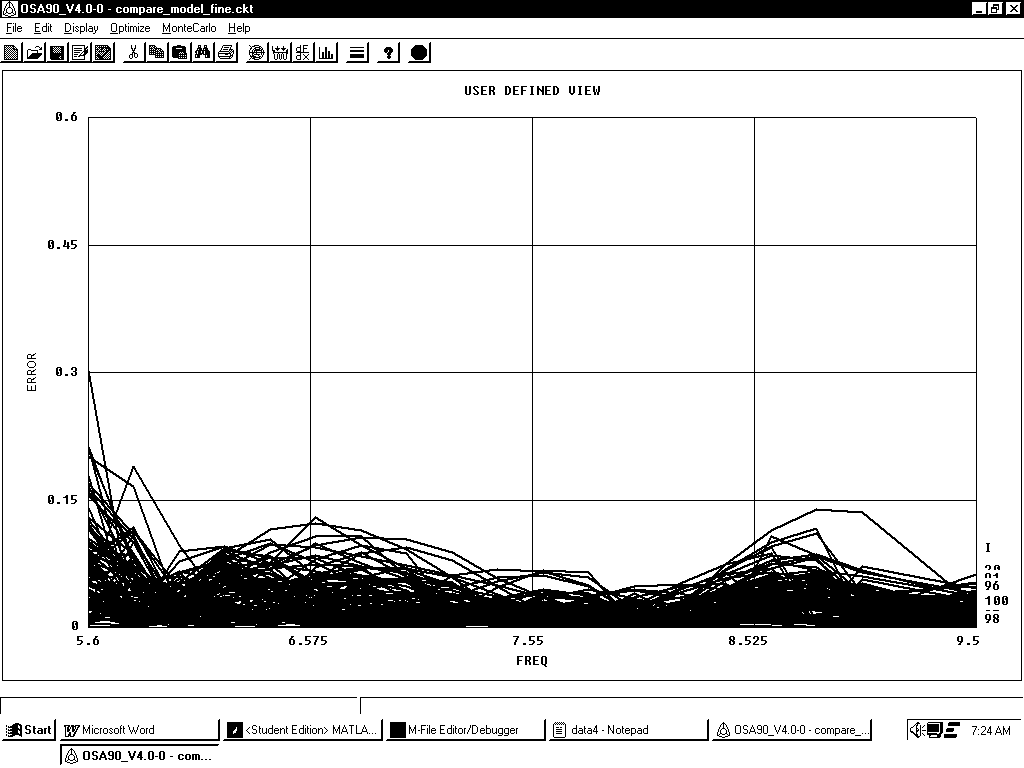 OSA90_V4.0-0 - compare_model_fine.ckt
File Edit Display Optimize MonteCarlo Help
USER DEFINED VIEW
0.6
0.45
0.3
0.15
0
ERROR
I
96
100
98
5.6 6.575 7.55 8.525 9.5
FREQ
Start Microsoft Word <Student Edition> MATLA... M-File Editor/Debugger data4 - Notepad OSA90_V4.0-0 - compare_... 7:24 AM
OSA90_V4.0-0 - com...